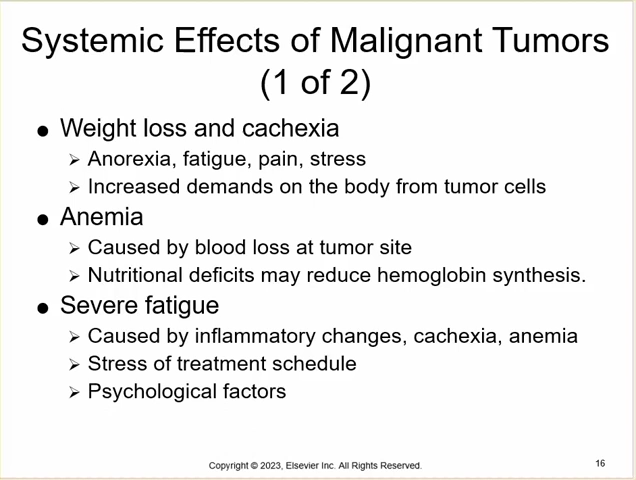 Systemic Effects of Malignant Tumors
(1 of 2)
● Weight loss and cachexia
➢ Anorexia, fatigue, pain, stress
➢ Increased demands on the body from tumor cells
● Anemia
➢ Caused by blood loss at tumor site
➢ Nutritional deficits may reduce hemoglobin synthesis.
● Severe fatigue
➢ Caused by inflammatory changes, cachexia, anemia
➢ Stress of treatment schedule
➢ Psychological factors
Copyright © 2023, Elsevier Inc. All Rights Reserved.
16